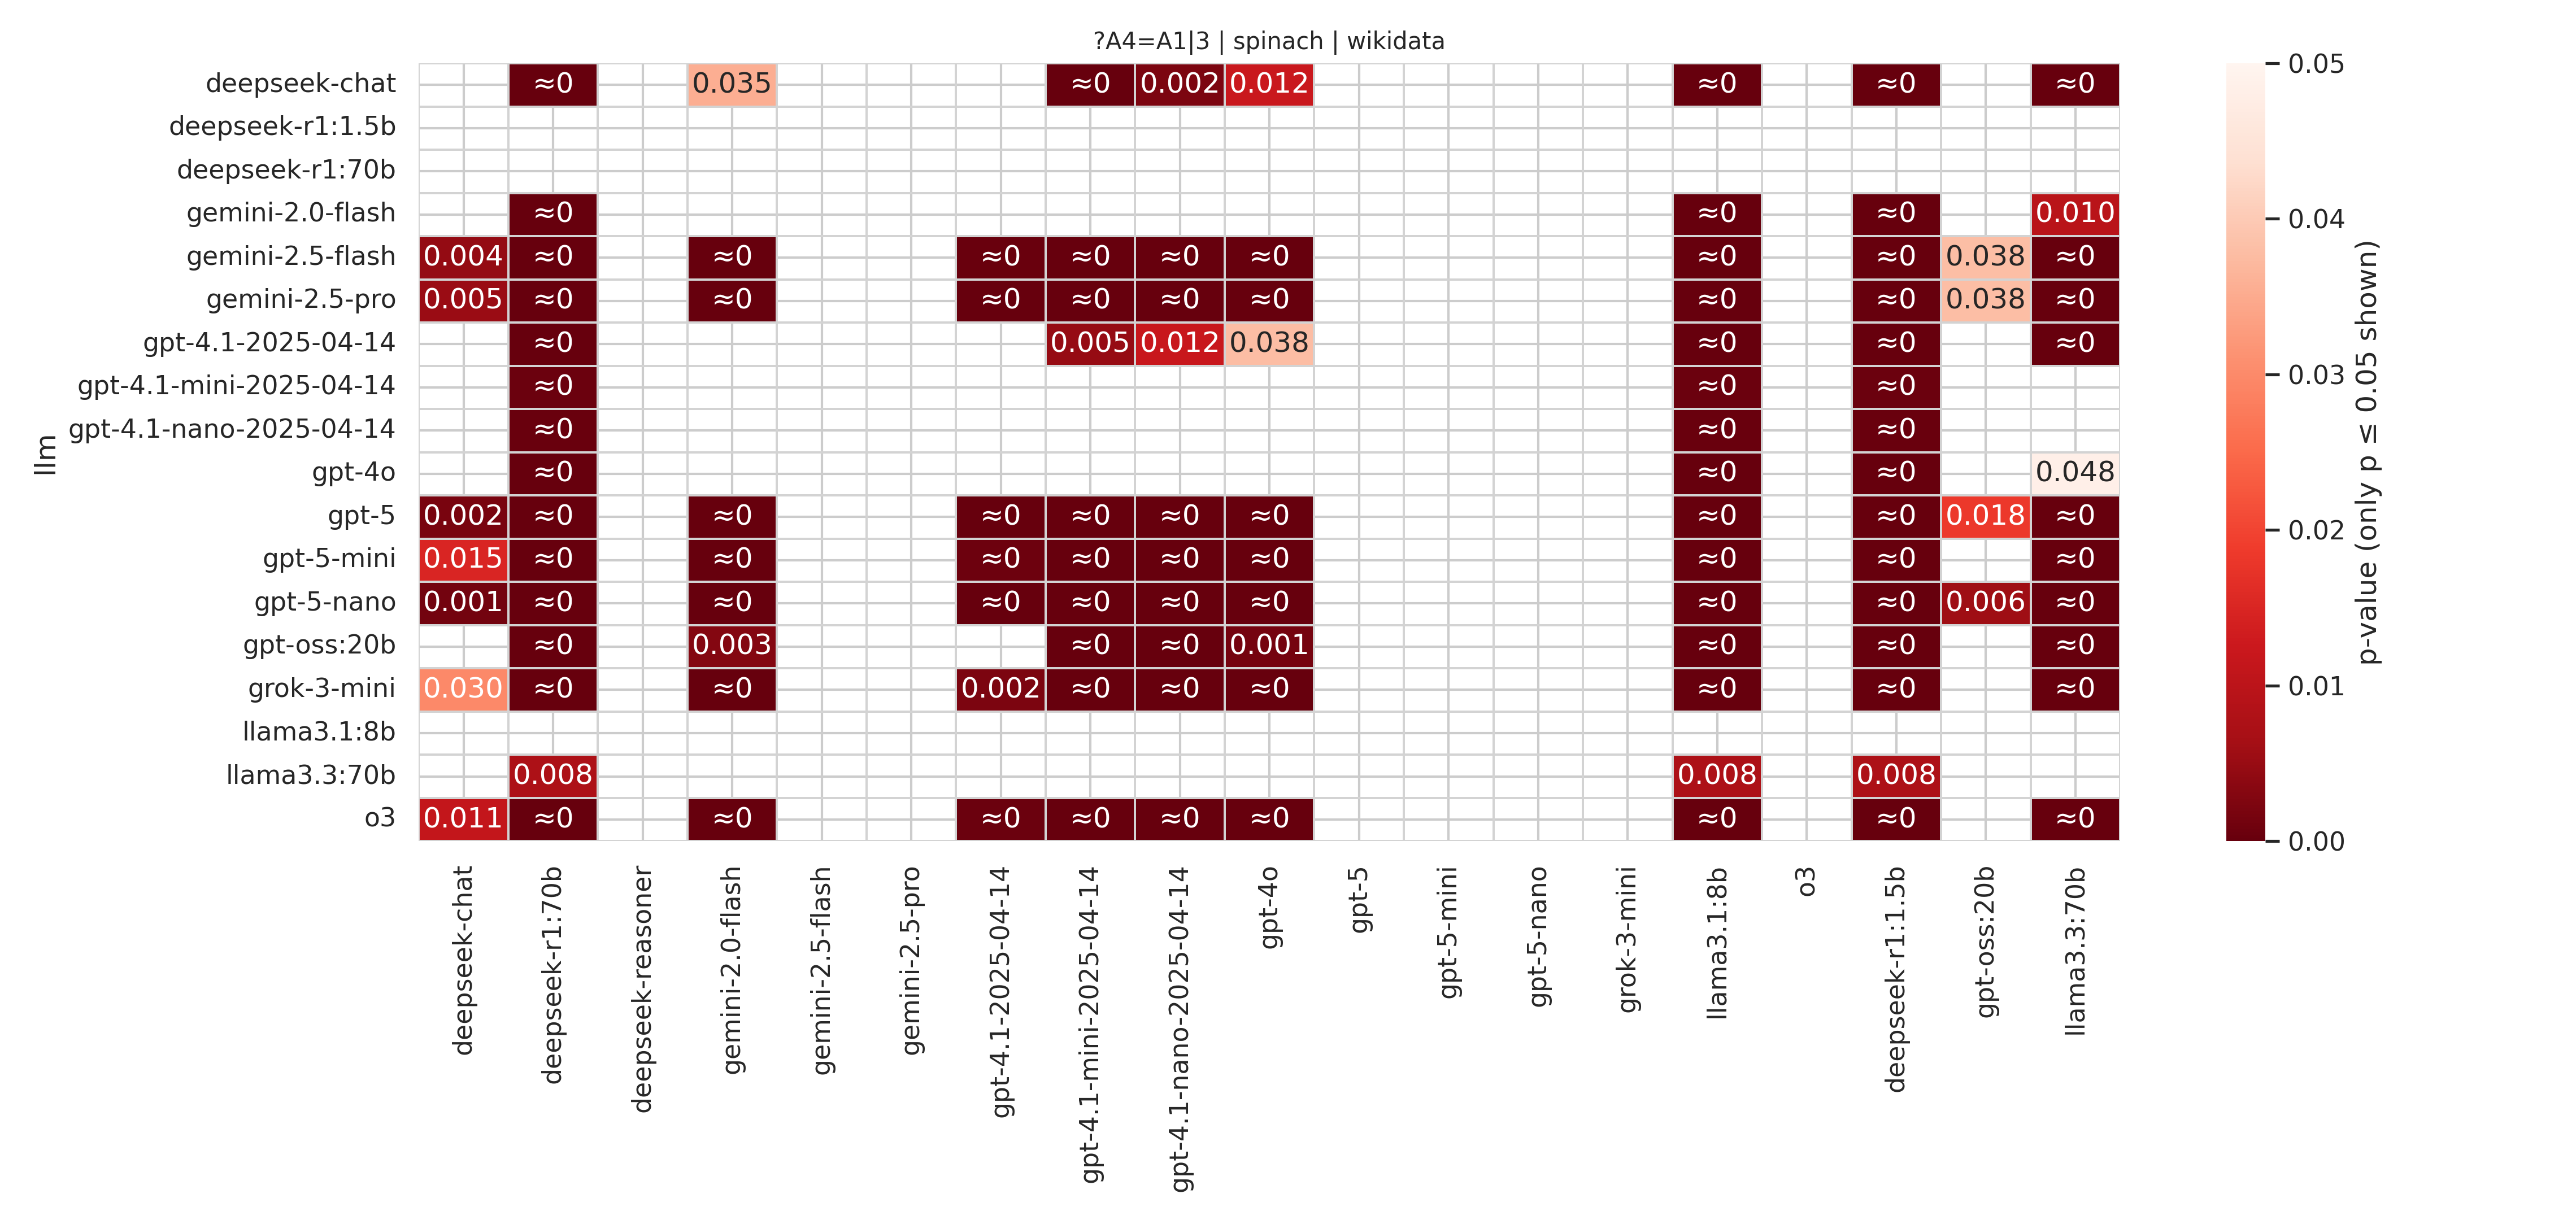 ?A4=A1|3 | spinach | wikidata
deepseek-chat ≈0 0.035 ≈0 0.002 0.012 ≈0 ≈0 ≈0
deepseek-r1:1.5b
deepseek-r1:70b
gemini-2.0-flash ≈0 ≈0 ≈0 0.010
gemini-2.5-flash 0.004 ≈0 ≈0 ≈0 ≈0 ≈0 ≈0 ≈0 ≈0 0.038 ≈0
gemini-2.5-pro 0.005 ≈0 ≈0 ≈0 ≈0 ≈0 ≈0 ≈0 ≈0 0.038 ≈0
gpt-4.1-2025-04-14 ≈0 0.005 0.012 0.038 ≈0 ≈0 ≈0
gpt-4.1-mini-2025-04-14 ≈0 ≈0 ≈0
gpt-4.1-nano-2025-04-14 ≈0 ≈0 ≈0
gpt-4o ≈0 ≈0 ≈0 0.048
gpt-5 0.002 ≈0 ≈0 ≈0 ≈0 ≈0 ≈0 ≈0 ≈0 0.018 ≈0
gpt-5-mini 0.015 ≈0 ≈0 ≈0 ≈0 ≈0 ≈0 ≈0 ≈0 ≈0
gpt-5-nano 0.001 ≈0 ≈0 ≈0 ≈0 ≈0 ≈0 ≈0 ≈0 0.006 ≈0
gpt-oss:20b ≈0 0.003 ≈0 ≈0 0.001 ≈0 ≈0 ≈0
grok-3-mini 0.030 ≈0 ≈0 0.002 ≈0 ≈0 ≈0 ≈0 ≈0 ≈0
llama3.1:8b
llama3.3:70b 0.008 0.008 0.008
o3 0.011 ≈0 ≈0 ≈0 ≈0 ≈0 ≈0 ≈0 ≈0 ≈0
llm
deepseek-chat
deepseek-r1:70b
deepseek-reasoner
gemini-2.0-flash
gemini-2.5-flash
gemini-2.5-pro
gpt-4.1-2025-04-14
gpt-4.1-mini-2025-04-14
gpt-4.1-nano-2025-04-14
gpt-4o
gpt-5
gpt-5-mini
gpt-5-nano
grok-3-mini
llama3.1:8b
o3
deepseek-r1:1.5b
gpt-oss:20b
llama3.3:70b
0.05
0.04
0.03
0.02
0.01
0.00
p-value (only p ≤ 0.05 shown)